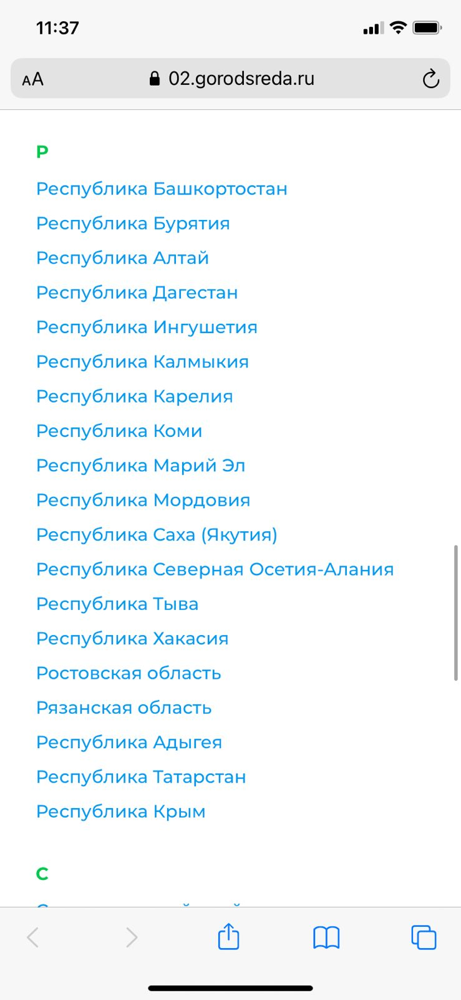 11:37
AA
02.gorodsreda.ru
Р
Республика Башкортостан
Республика Бурятия
Республика Алтай
Республика Дагестан
Республика Ингушетия
Республика Калмыкия
Республика Карелия
Республика Коми
Республика Марий Эл
Республика Мордовия
Республика Саха (Якутия)
Республика Северная Осетия-Алания
Республика Тыва
Республика Хакасия
Ростовская область
Рязанская область
Республика Адыгея
Республика Татарстан
Республика Крым
С